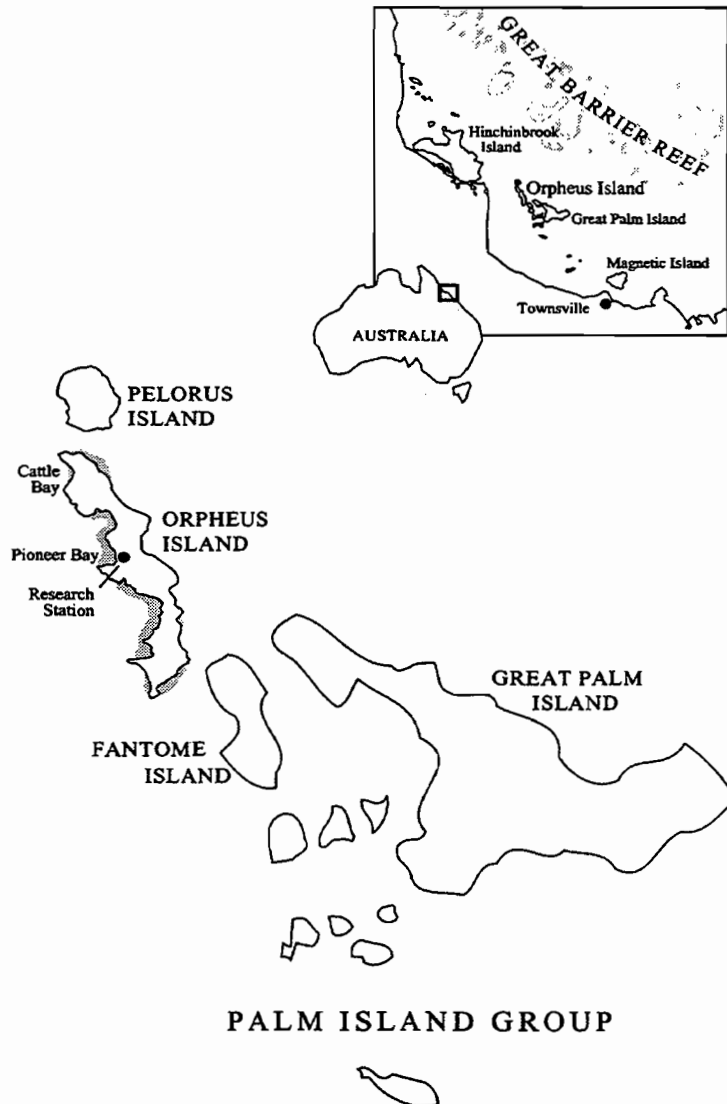 GREAT BARRIER REEF
Hinchinbrook
Island
Orpheus Island
Great Palm Island
Magnetic Island
Townsville
AUSTRALIA
PELORUS
ISLAND
Cattle
Bay
ORPHEUS
ISLAND
Pioneer Bay
Research
Station
GREAT PALM
ISLAND
FANTOME
ISLAND
PALM ISLAND GROUP